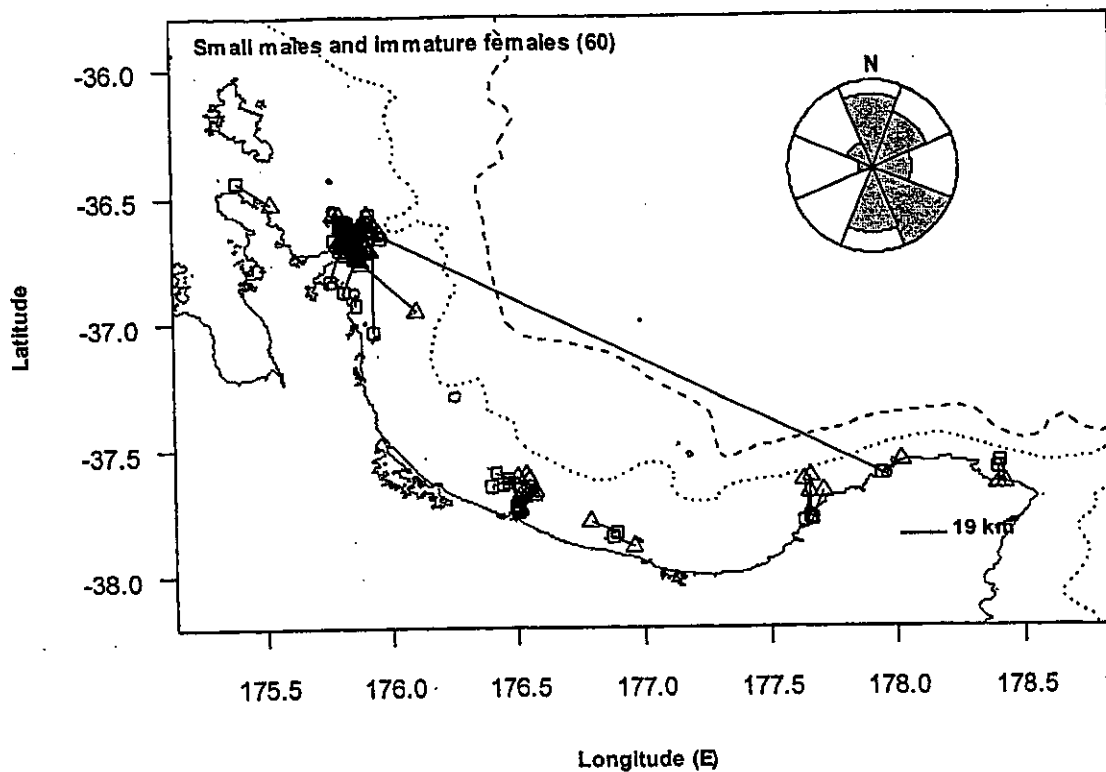 Small males and immature females (60)
N
-36.0
-36.5
-37.0
-37.5
-38.0
Latitude
19 km
175.5 176.0 176.5 177.0 177.5 178.0 178.5
Longitude (E)